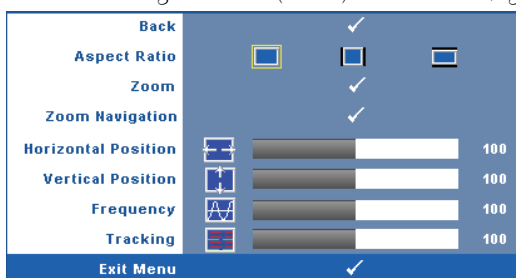 Back
Aspect Ratio
Zoom
Zoom Navigation
Horizontal Position 100
Vertical Position 100
Frequency 100
Tracking 100
Exit Menu